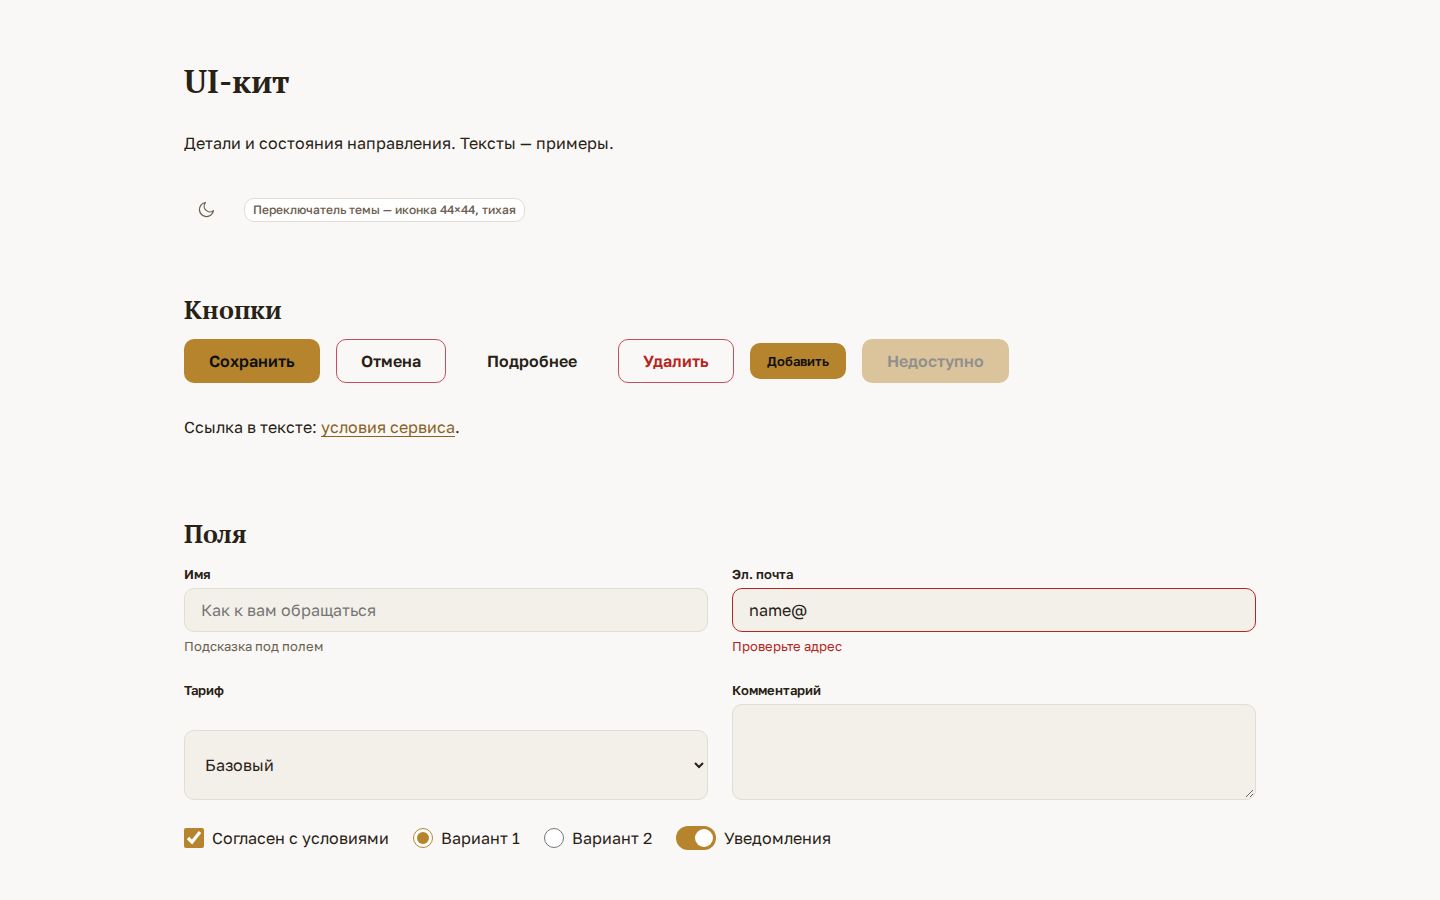 UI-кит
Детали и состояния направления. Тексты — примеры.
Переключатель темы — иконка 44×44, тихая
Кнопки
Сохранить Отмена Подробнее Удалить Добавить Недоступно
Ссылка в тексте: условия сервиса.
Поля
Имя Эл. почта
Как к вам обращаться name@
Подсказка под полем Проверьте адрес
Тариф Комментарий
Базовый
Согласен с условиями Вариант 1 Вариант 2 Уведомления